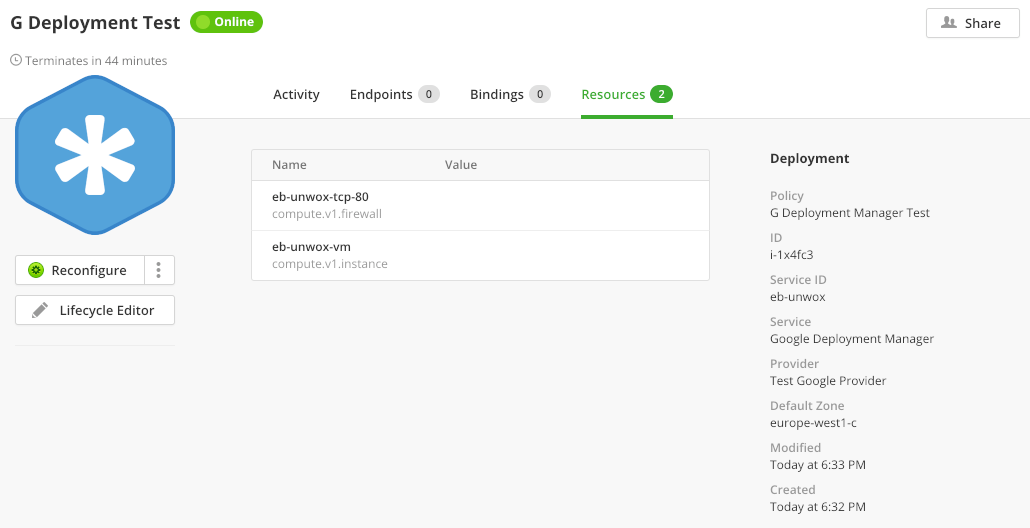 G Deployment Test
Online
Share
Terminates in 44 minutes
Activity
Endpoints 0
Bindings 0
Resources 2
Reconfigure
Lifecycle Editor
Name Value
eb-unwox-tcp-80
compute.v1.firewall
eb-unwox-vm
compute.v1.instance
Deployment
Policy
G Deployment Manager Test
ID
i-1x4fc3
Service ID
eb-unwox
Service
Google Deployment Manager
Provider
Test Google Provider
Default Zone
europe-west1-c
Modified
Today at 6:33 PM
Created
Today at 6:32 PM